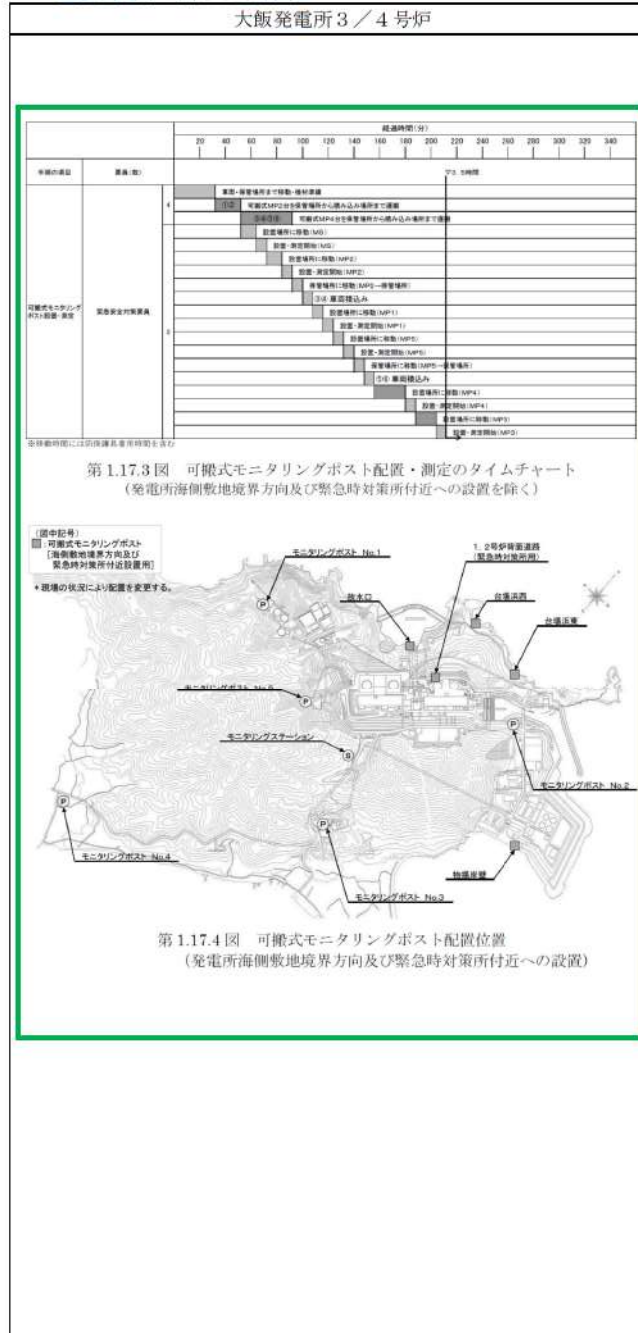 大飯発電所3/4号炉
経過時間(分)
20 40 60 80 100 120 140 160 180 200 220 240 260 280 300 320 340
手順の項目 要員(数) ▽3.5時間
4 車両・保管場所まで移動・機材準備
①② 可搬式MP2台を保管場所から積み込み場所まで運搬
③④⑤⑥ 可搬式MP4台を保管場所から積み込み場所まで運搬
設置場所に移動(MS)
設置・測定開始(MS)
設置場所に移動(MP2)
設置・測定開始(MP2)
保管場所に移動(MP2→保管場所)
可搬式モニタリングポスト設置・測定 緊急安全対策要員
③④ 車両積込み
設置場所に移動(MP1)
設置・測定開始(MP1)
設置場所に移動(MP5)
設置・測定開始(MP5)
保管場所に移動(MP5→保管場所)
⑤⑥ 車両積込み
設置場所に移動(MP4)
設置・測定開始(MP4)
設置場所に移動(MP3)
設置・測定開始(MP3)
※移動時間には防護具着用時間を含む
第1.17.3図 可搬式モニタリングポスト配置・測定のタイムチャート
(発電所海側敷地境界方向及び緊急時対策所付近への設置を除く)
(図中記号)
:可搬式モニタリングポスト
[海側敷地境界方向及び
緊急時対策所付近設置用]
*現場の状況により配置を変更する。
モニタリングポスト No.1
1,2号炉背面道路
(緊急時対策所用)
放水口
台場浜西
台場浜東
P
モニタリングポスト No.5
P
モニタリングステーション
S
P
モニタリングポスト No.2
P
モニタリングポスト No.4
P
モニタリングポスト No.3
物揚岸壁
第1.17.4図 可搬式モニタリングポスト配置位置
(発電所海側敷地境界方向及び緊急時対策所付近への設置)